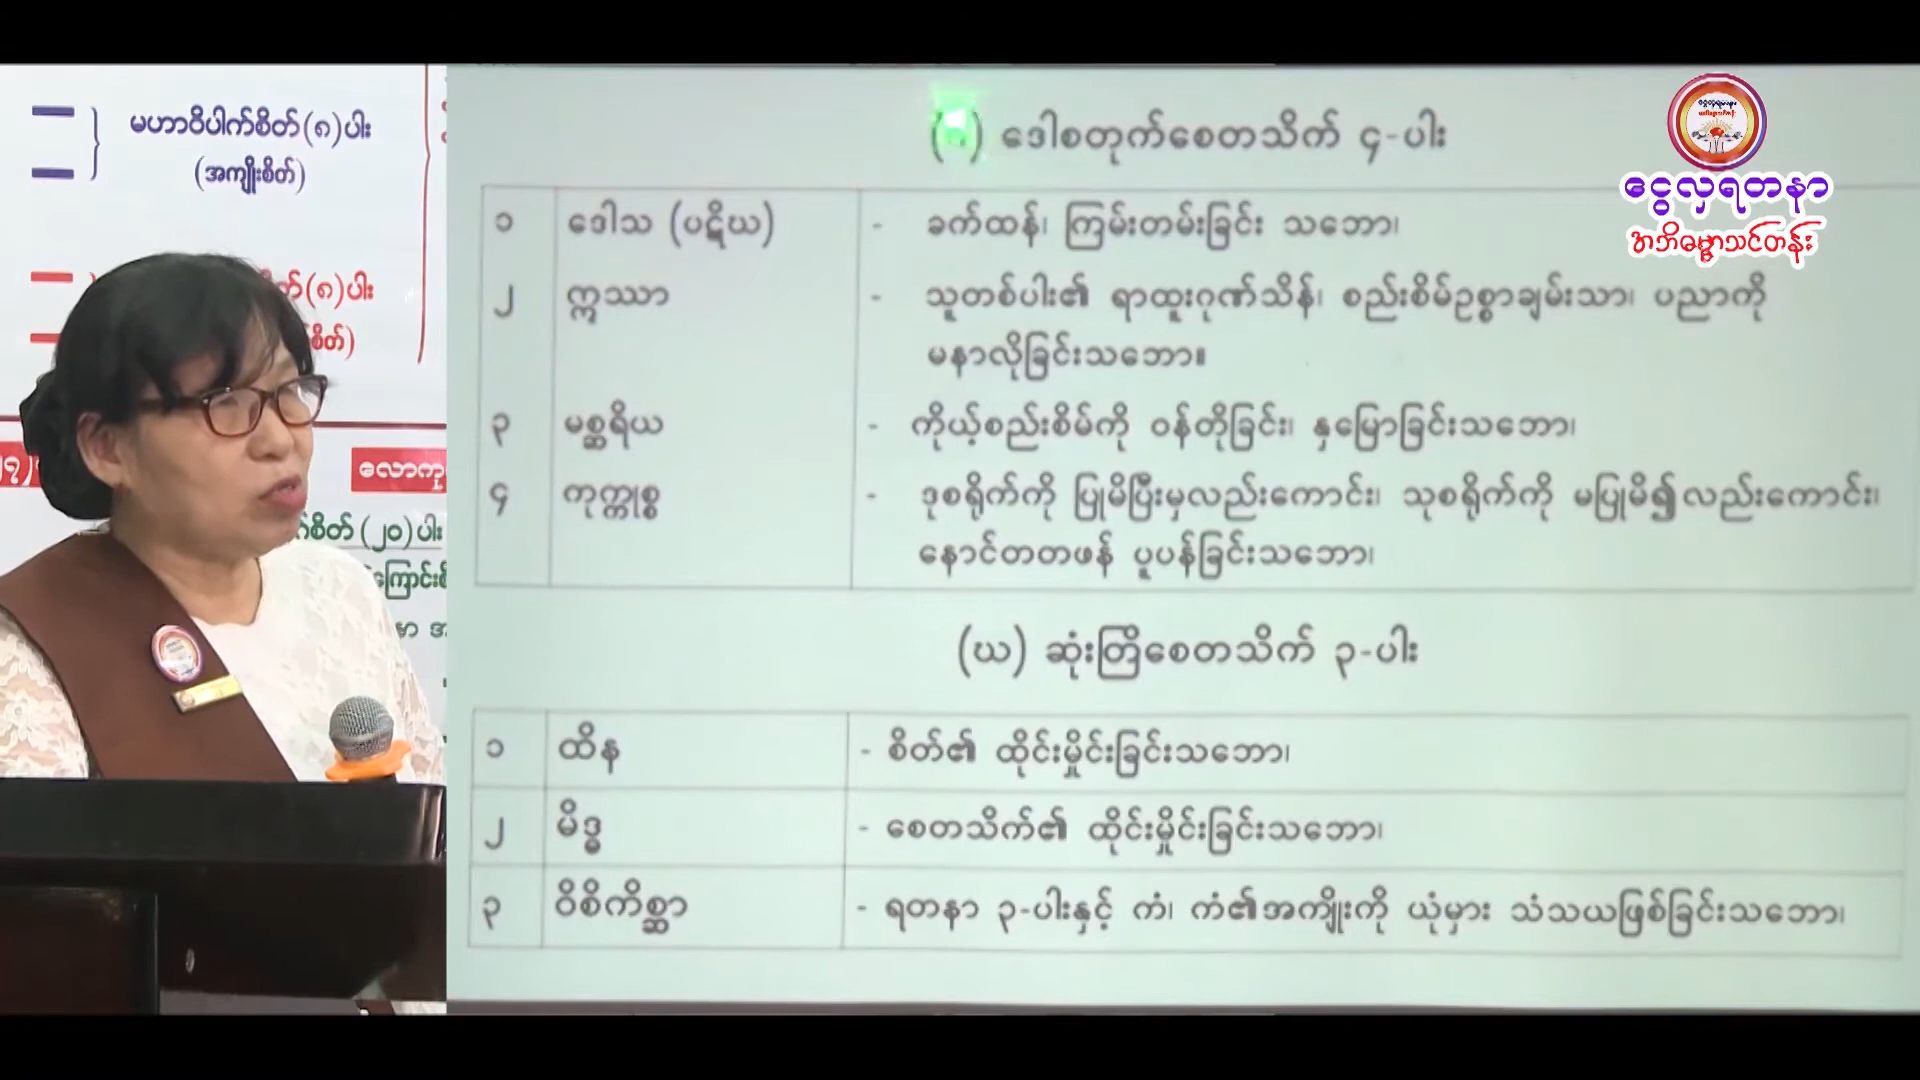 မဟာဝိပါက်စိတ်(၈)ပါး
(အကျိုးစိတ်)
(၈)ပါး
လောကု
စိတ်(၂၀)ပါး
ဒေါစတုက်စေတသိက် ၄-ပါး
၁ ဒေါသ (ပဋိဃ) - ခက်ထန်၊ ကြမ်းတမ်းခြင်း သဘော၊
၂ ဣဿာ - သူတစ်ပါး၏ ရာထူးဂုဏ်သိန်၊ စည်းစိမ်ဥစ္စာချမ်းသာ၊ ပညာကို
မနာလိုခြင်းသဘော။
၃ မစ္ဆရိယ - ကိုယ့်စည်းစိမ်ကို ဝန်တိုခြင်း၊ နှမြောခြင်းသဘော၊
၄ ကုက္ကုစ္စ - ဒုစရိုက်ကို ပြုမိပြီးမှလည်းကောင်း၊ သုစရိုက်ကို မပြုမိ၍လည်းကောင်း၊
နောင်တတဖန် ပူပန်ခြင်းသဘော၊
(ဃ) ဆုံးတြိစေတသိက် ၃-ပါး
၁ ထိန - စိတ်၏ ထိုင်းမှိုင်းခြင်းသဘော၊
၂ မိဒ္ဓ - စေတသိက်၏ ထိုင်းမှိုင်းခြင်းသဘော၊
၃ ဝိစိကိစ္ဆာ - ရတနာ ၃-ပါးနှင့် ကံ၊ ကံ၏အကျိုးကို ယုံမှား သံသယဖြစ်ခြင်းသဘော၊
ငွေလှရတနာ
အဘိဓမ္မာသင်တန်း